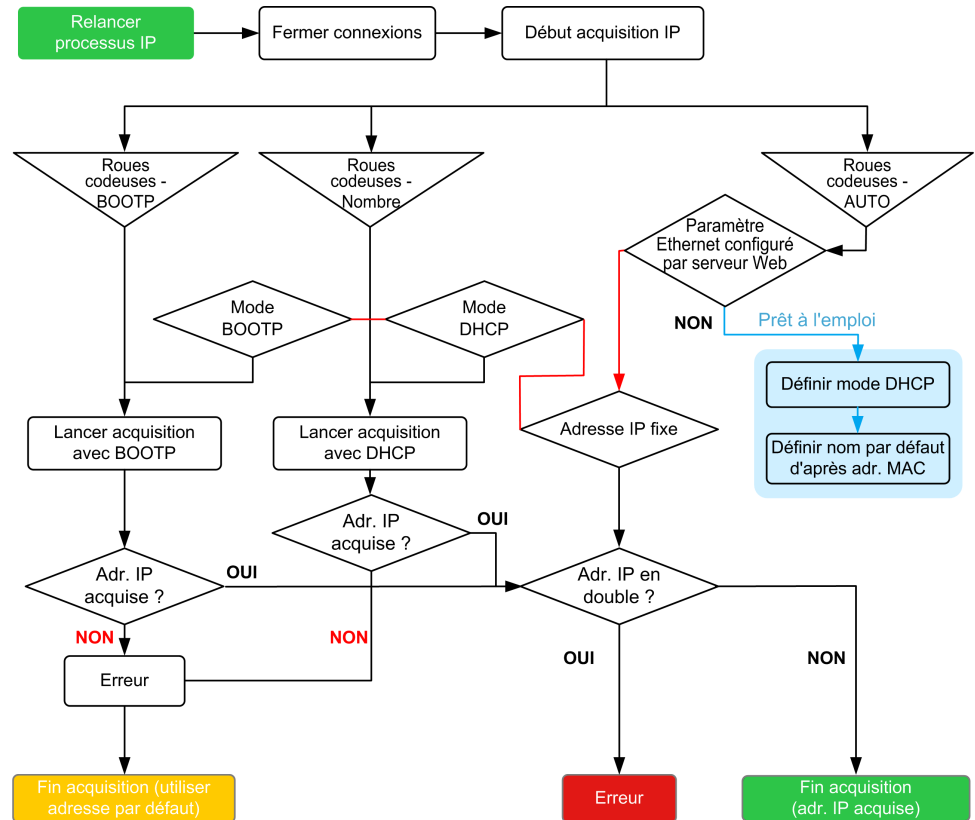 Relancer
processus IP
Fermer connexions
Début acquisition IP
Roues
codeuses -
BOOTP
Roues
codeuses -
Nombre
Roues
codeuses -
AUTO
Paramètre
Ethernet configuré
par serveur Web
Mode
BOOTP
Mode
DHCP
NON
Prêt à l'emploi
Définir mode DHCP
Définir nom par défaut
d'après adr. MAC
Lancer acquisition
avec BOOTP
Lancer acquisition
avec DHCP
Adresse IP fixe
Adr. IP
acquise ?
OUI
Adr. IP
acquise ?
OUI
Adr. IP en
double ?
NON
NON
OUI
NON
Erreur
Fin acquisition (utiliser
adresse par défaut)
Erreur
Fin acquisition
(adr. IP acquise)